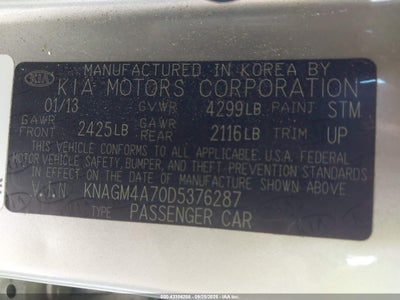 MANUFACTURED IN KOREA BY
KIA MOTORS CORPORATION
01/13 GVWR 4299LB PAINT STM
GAWR FRONT 2425LB GAWR REAR 2116LB TRIM UP
THIS VEHICLE CONFORMS TO ALL APPLICABLE U.S.A. FEDERAL
MOTOR VEHICLE SAFETY, BUMPER, AND THEFT PREVENTION STANDARDS
IN EFFECT ON THE DATE OF MANUFACTURE SHOWN ABOVE.
V.I.N KNAGM4A70D5376287
TYPE PASSENGER CAR